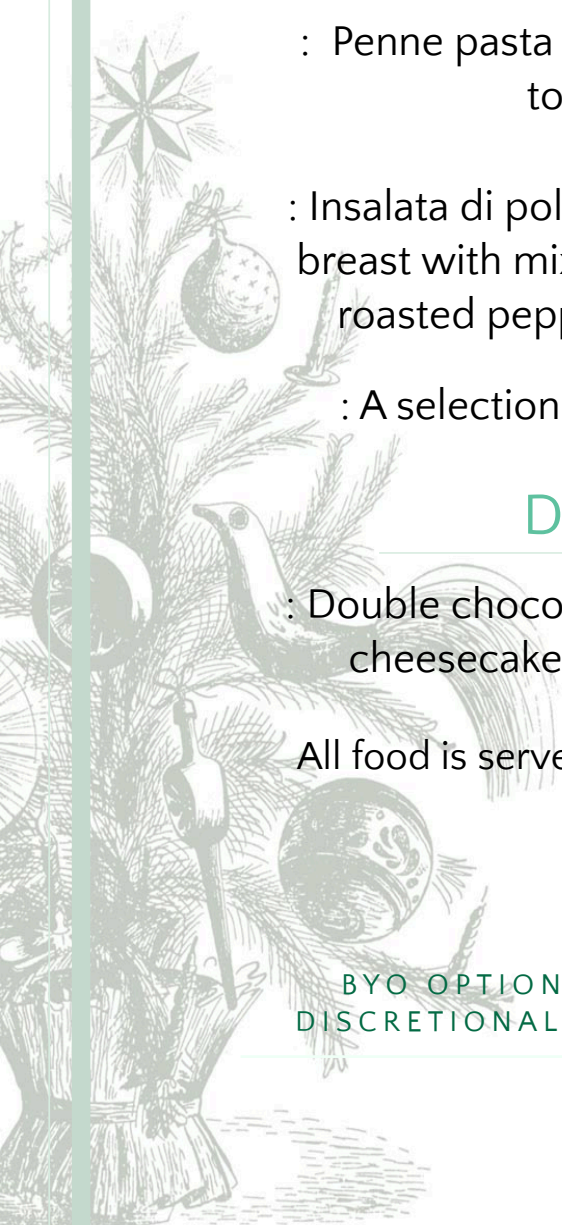 : Penne pasta
to
: Insalata di pol
breast with mi
roasted pep
: A selection
D
: Double choco
cheesecake
All food is serve
BYO OPTION
DISCRETIONAL